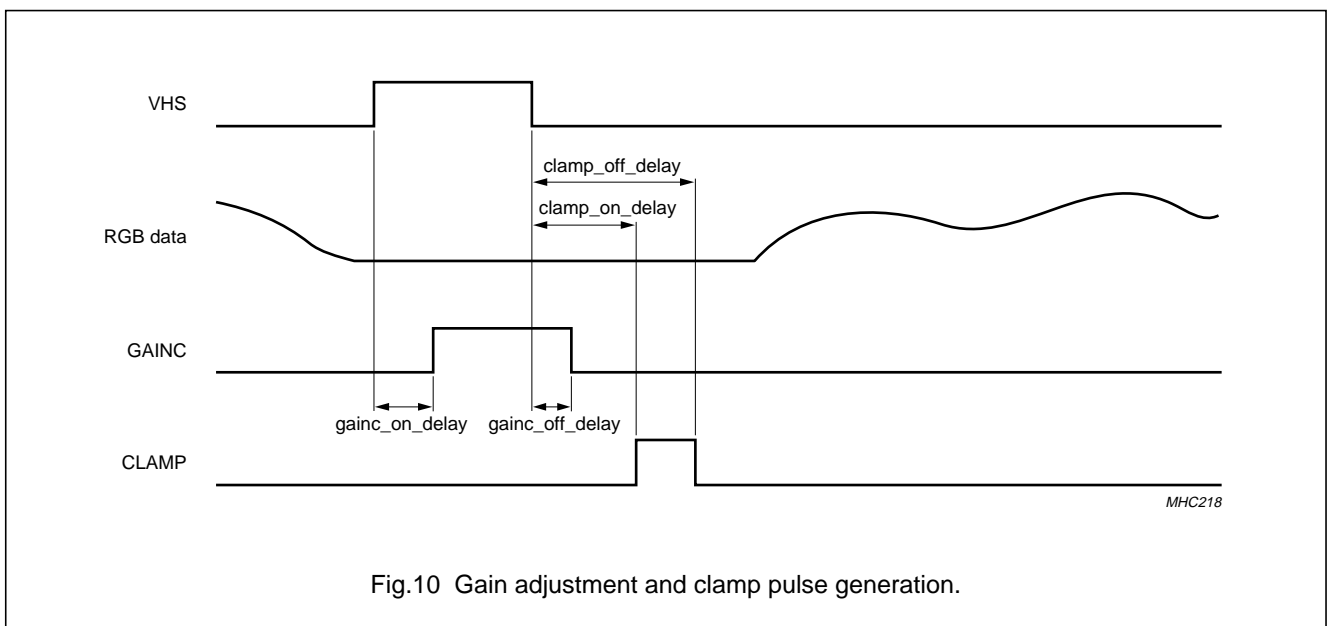 VHS
clamp_off_delay
clamp_on_delay
RGB data
GAINC
gainc_on_delay
gainc_off_delay
CLAMP
MHC218
Fig.10 Gain adjustment and clamp pulse generation.